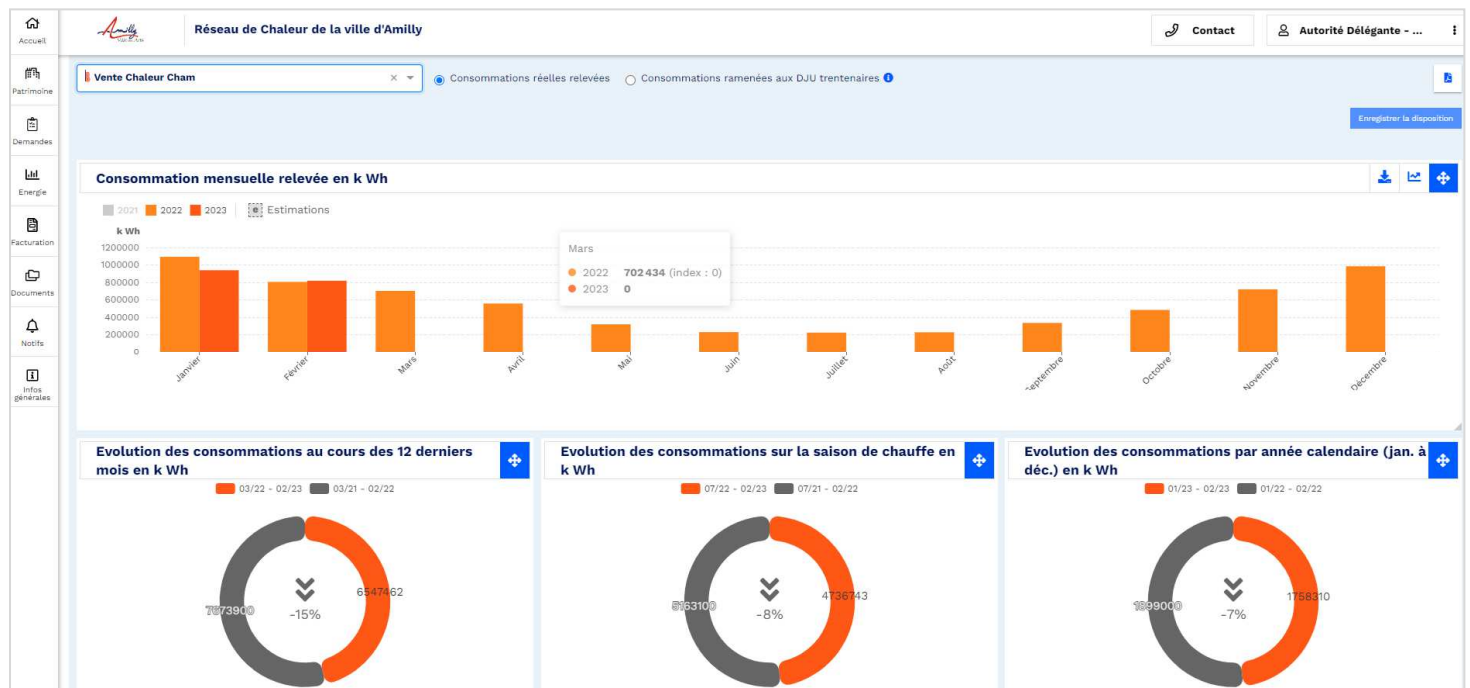 Accueil
Amilly
Réseau de Chaleur de la ville d'Amilly
Contact
Autorité Délégante - ...
Patrimoine
Demandes
Energie
Facturation
Documents
Notifs
Infos
générales
Vente Chaleur Cham
Consommations réelles relevées
Consommations ramenées aux DJU trentenaires
Enregistrer la disposition
Consommation mensuelle relevée en k Wh
2021 2022 2023 e Estimations
k Wh
1200000
1000000
800000
600000
400000
200000
0
Mars
2022 702 434 (index : 0)
2023 0
Janvier
Février
Mars
Avril
Mai
Juin
Juillet
Août
Septembre
Octobre
Novembre
Décembre
Evolution des consommations au cours des 12 derniers
mois en k Wh
03/22 - 02/23 03/21 - 02/22
7673900
6547462
-15%
Evolution des consommations sur la saison de chauffe en
k Wh
07/22 - 02/23 07/21 - 02/22
5163100
4736743
-8%
Evolution des consommations par année calendaire (jan. à
déc.) en k Wh
01/23 - 02/23 01/22 - 02/22
1899000
1758310
-7%